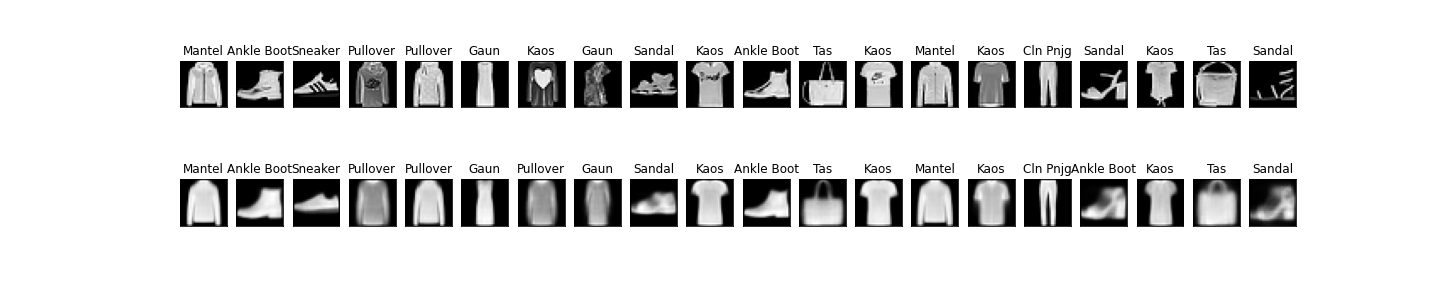 Mantel Ankle Boot Sneaker Pullover Pullover Gaun Kaos Gaun Sandal Kaos Ankle Boot Tas Kaos Mantel Kaos Cln Pnjg Sandal Kaos Tas Sandal
Mantel Ankle Boot Sneaker Pullover Pullover Gaun Pullover Gaun Sandal Kaos Ankle Boot Tas Kaos Mantel Kaos Cln Pnjg Ankle Boot Kaos Tas Sandal